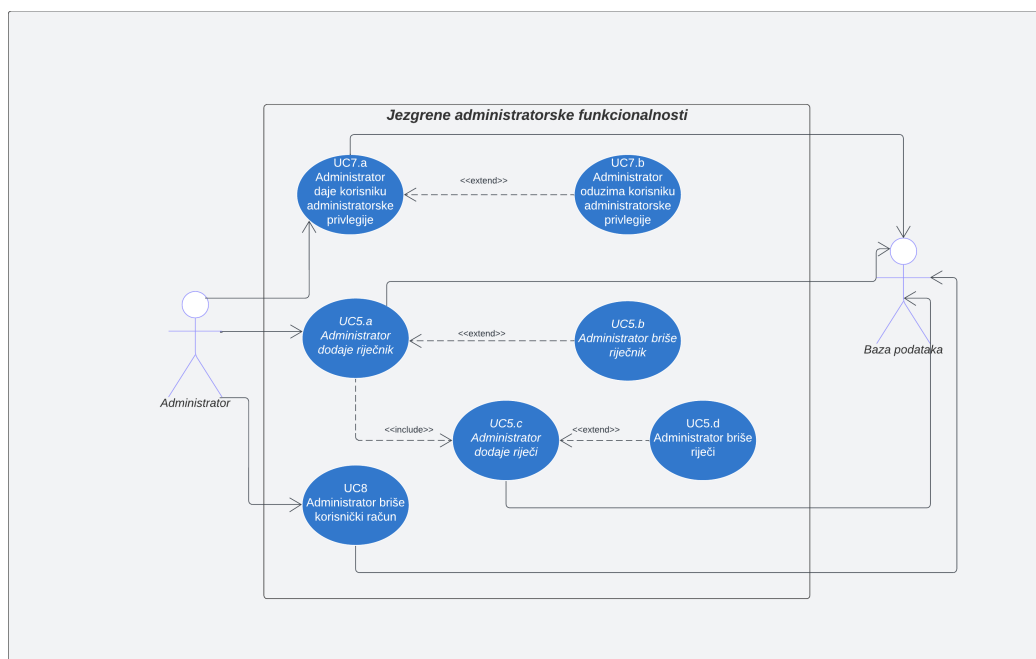 Jezgrene administratorske funkcionalnosti
UC7.a
Administrator
daje korisniku
administratorske
privlegije
<<extend>>
UC7.b
Administrator
oduzima korisniku
administratorske
privlegije
UC5.a
Administrator
dodaje riječnik
<<extend>>
UC5.b
Administrator briše
riječnik
Baza podataka
Administrator
<<include>>
UC5.c
Administrator
dodaje riječi
<<extend>>
UC5.d
Administrator briše
riječi
UC8
Administrator briše
korisnički račun